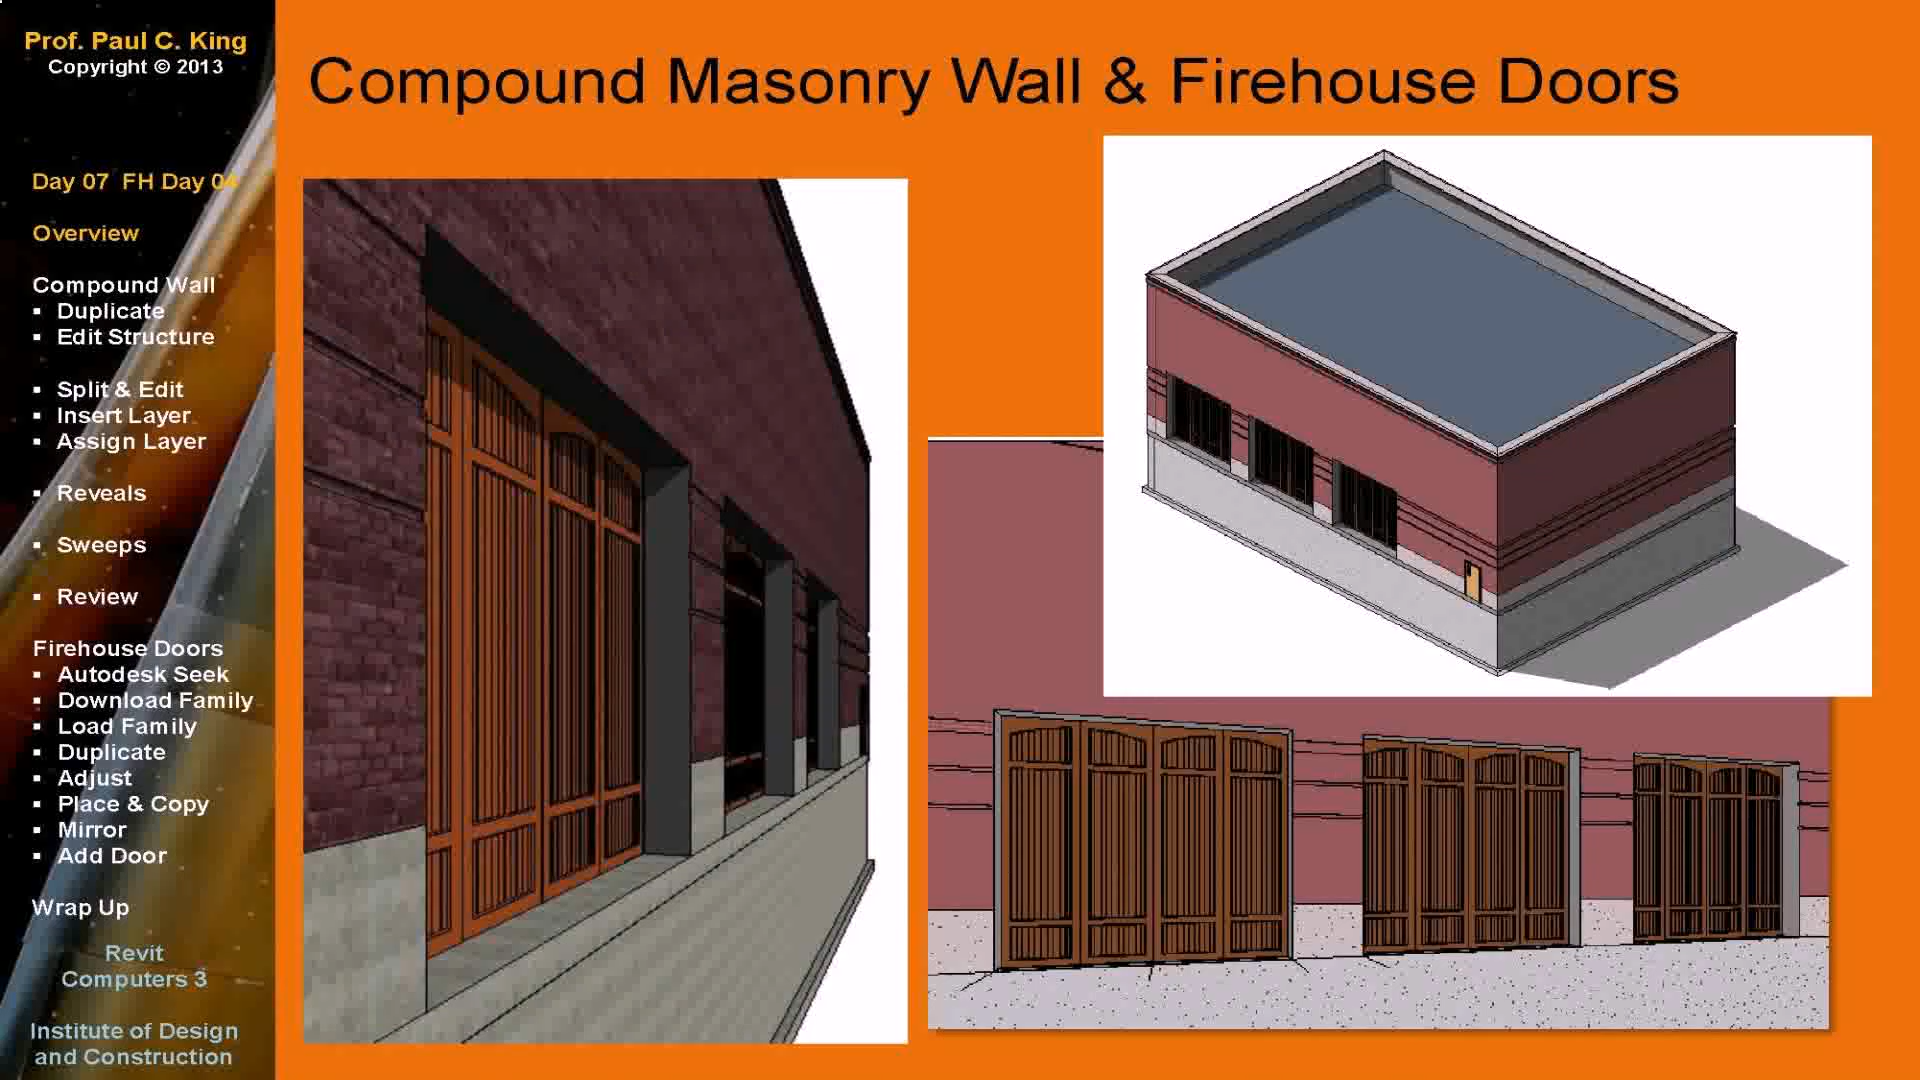 Prof. Paul C. King
Copyright © 2013
Compound Masonry Wall & Firehouse Doors
Day 07 FH Day 04
Overview
Compound Wall
▪ Duplicate
▪ Edit Structure
▪ Split & Edit
▪ Insert Layer
▪ Assign Layer
▪ Reveals
▪ Sweeps
▪ Review
Firehouse Doors
▪ Autodesk Seek
▪ Download Family
▪ Load Family
▪ Duplicate
▪ Adjust
▪ Place & Copy
▪ Mirror
▪ Add Door
Wrap Up
Revit
Computers 3
Institute of Design
and Construction